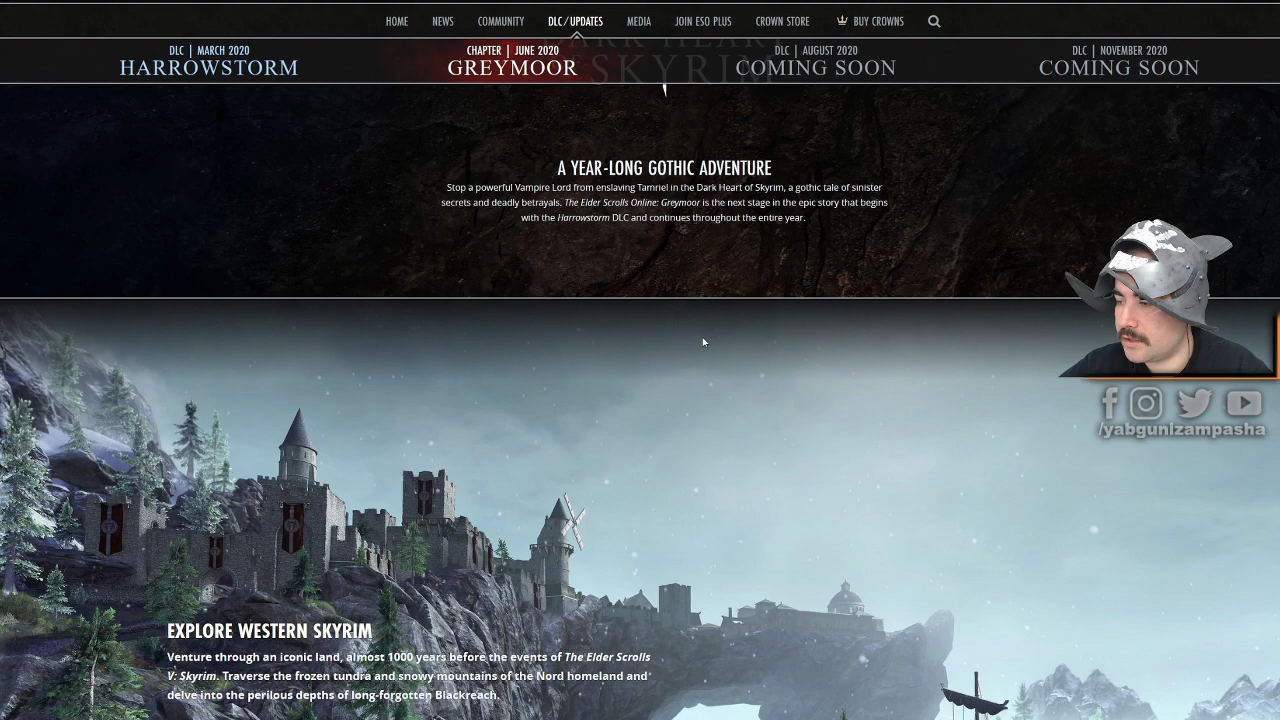 HOME NEWS COMMUNITY DLC / UPDATES MEDIA JOIN ESO PLUS CROWN STORE BUY CROWNS
DLC | MARCH 2020 CHAPTER | JUNE 2020 DLC | AUGUST 2020 DLC | NOVEMBER 2020
HARROWSTORM GREYMOOR COMING SOON COMING SOON
DARK HEART
SKYRIM
A YEAR-LONG GOTHIC ADVENTURE
Stop a powerful Vampire Lord from enslaving Tamriel in the Dark Heart of Skyrim, a gothic tale of sinister
secrets and deadly betrayals. The Elder Scrolls Online: Greymoor is the next stage in the epic story that begins
with the Harrowstorm DLC and continues throughout the entire year.
/yabgunizampasha
EXPLORE WESTERN SKYRIM
Venture through an iconic land, almost 1000 years before the events of The Elder Scrolls
V: Skyrim. Traverse the frozen tundra and snowy mountains of the Nord homeland and
delve into the perilous depths of long-forgotten Blackreach.